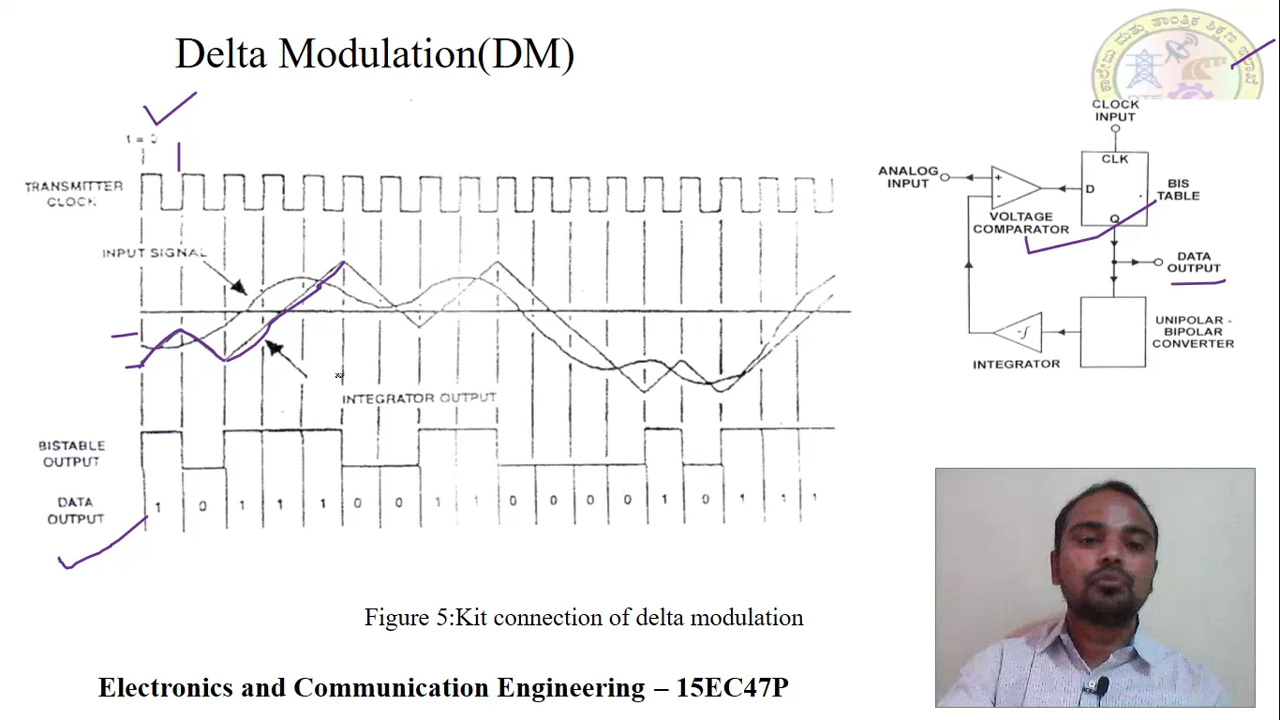 Delta Modulation(DM)
t = 0
TRANSMITTER
CLOCK
INPUT SIGNAL
INTEGRATOR OUTPUT
BISTABLE
OUTPUT
DATA
OUTPUT
1 0 1 1 1 0 0 1 1 0 0 0 0 1 0 1 1 1
CLOCK
INPUT
CLK
ANALOG
INPUT
+
-
D
Q
BIS
TABLE
VOLTAGE
COMPARATOR
DATA
OUTPUT
-∫
INTEGRATOR
UNIPOLAR -
BIPOLAR
CONVERTER
Figure 5:Kit connection of delta modulation
Electronics and Communication Engineering – 15EC47P